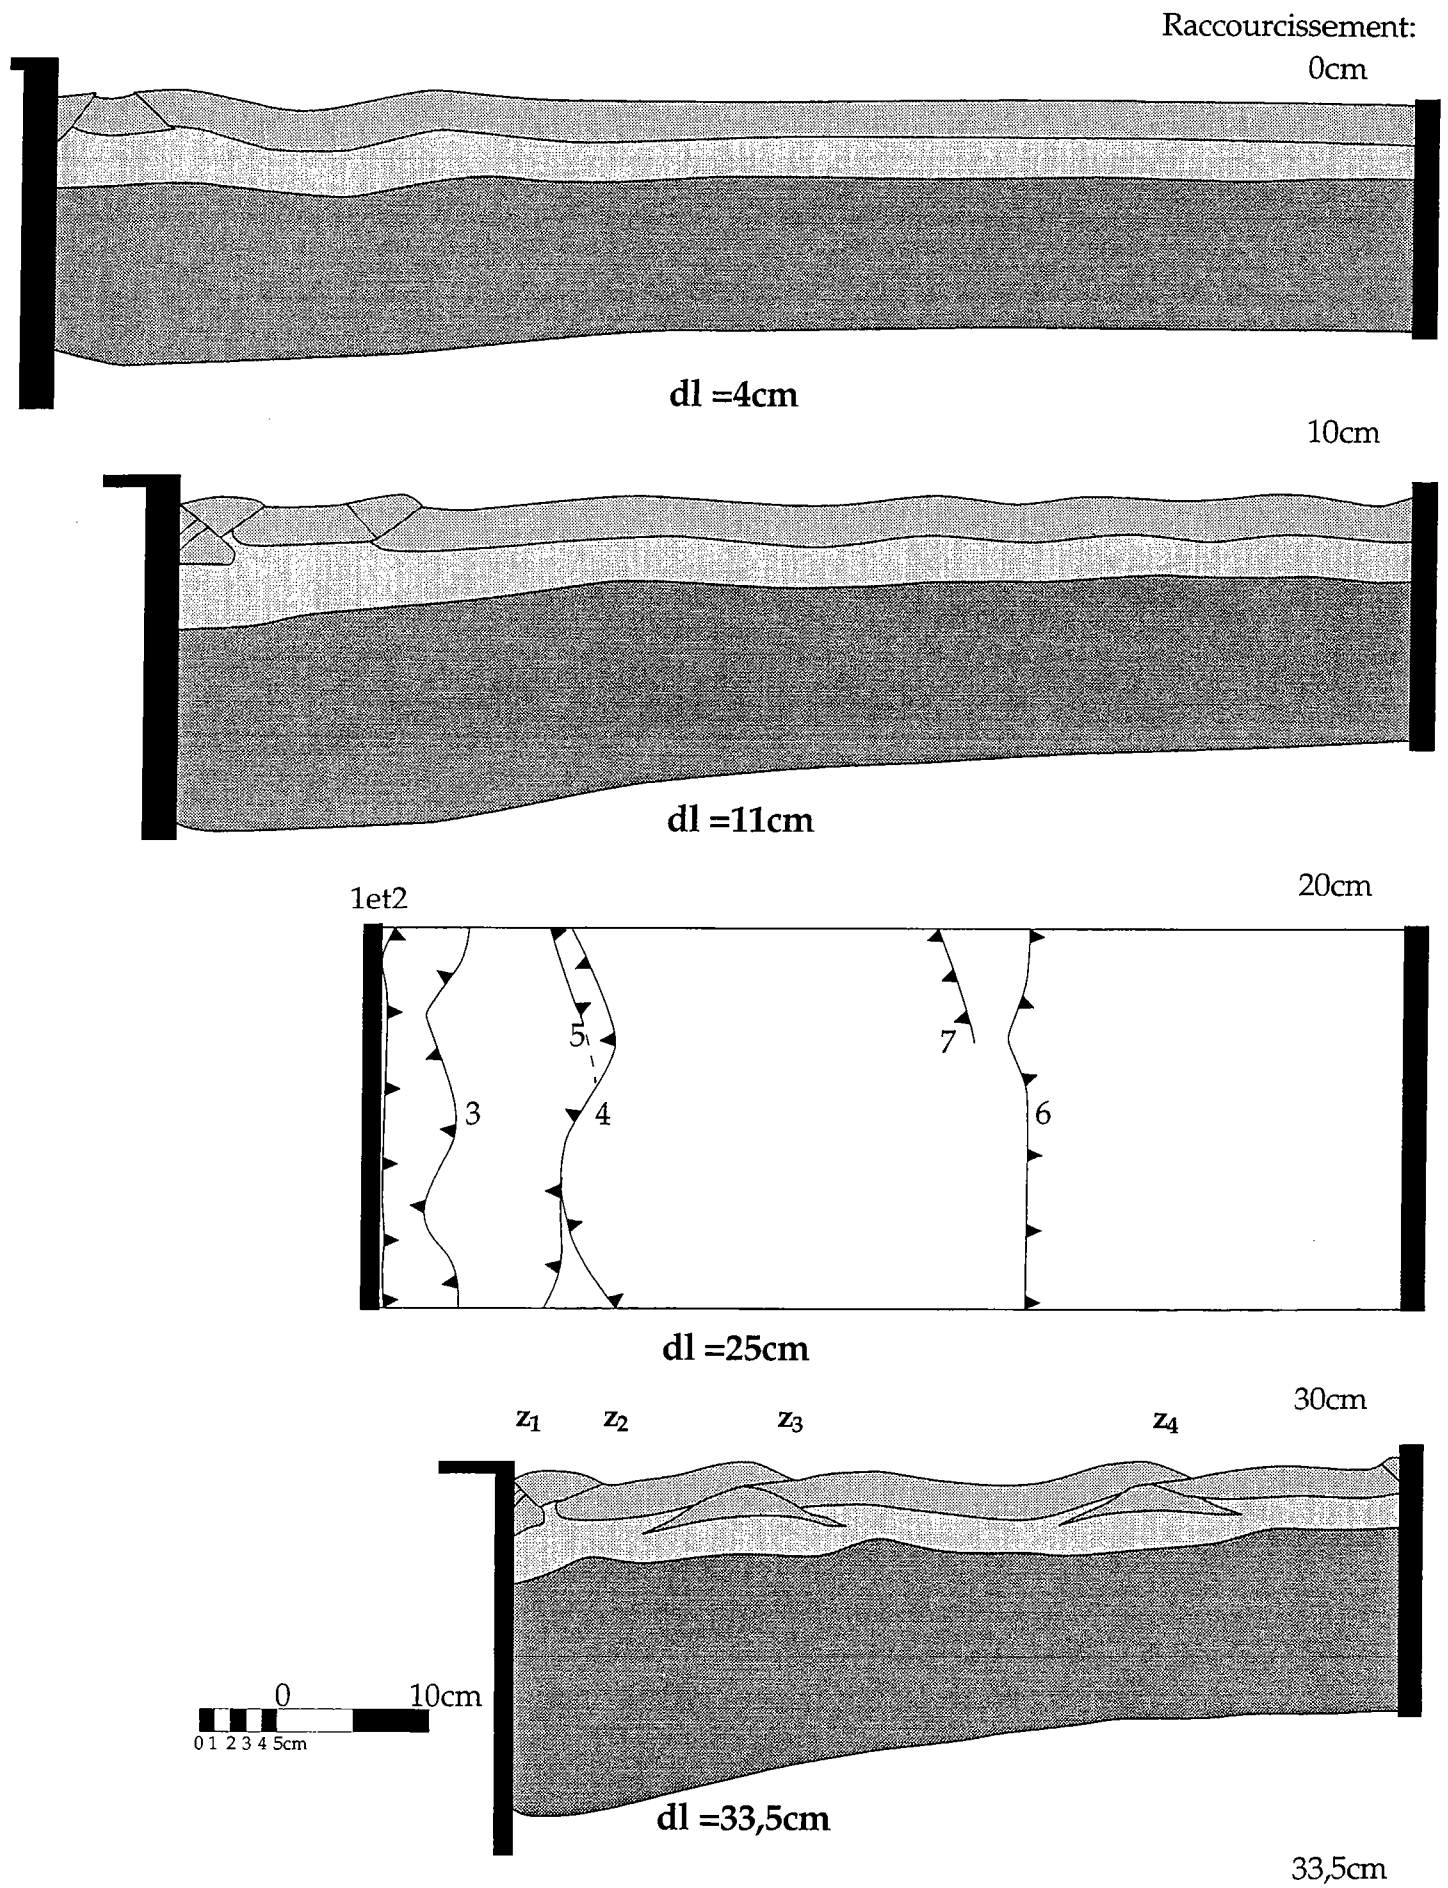 Raccourcissement:
0cm
dl =4cm
10cm
dl =11cm
20cm
1et2
5
7
3
4
6
dl =25cm
30cm
z1 z2 z3 z4
0 10cm
0 1 2 3 4 5cm
dl =33,5cm
33,5cm